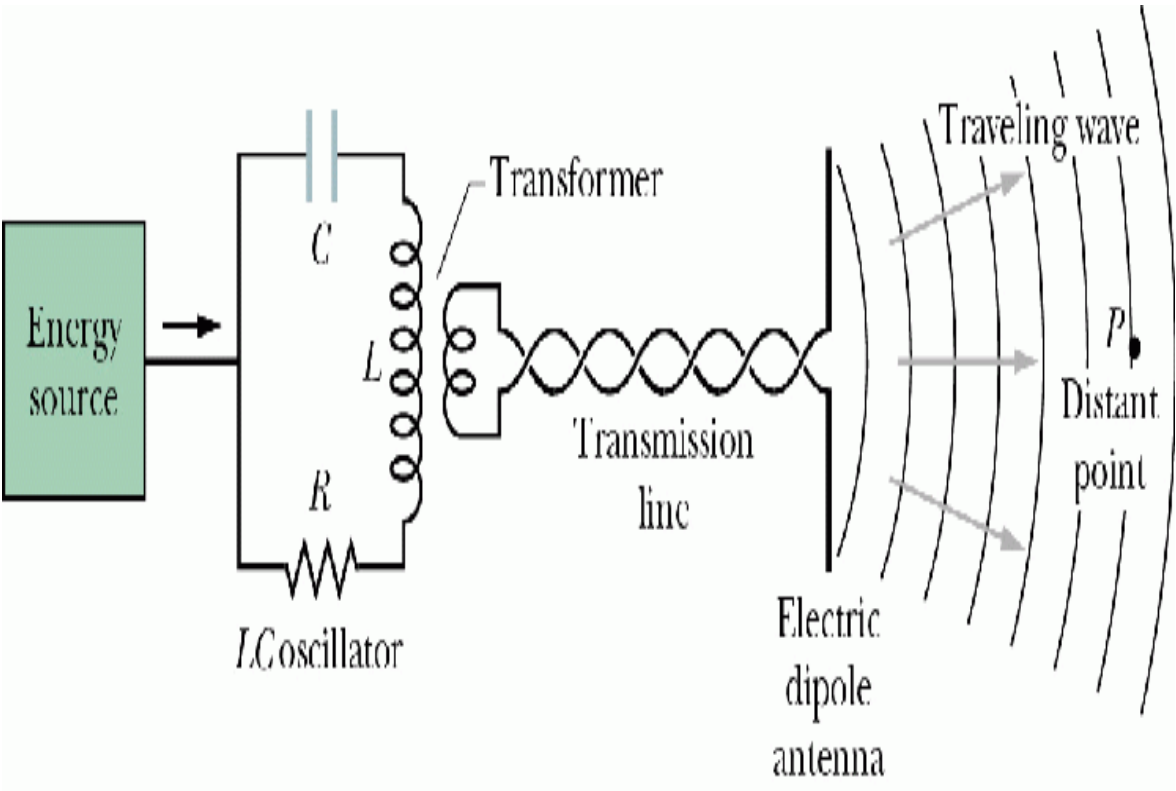 Energy
source
C
L
R
LC oscillator
Transformer
Transmission
line
Electric
dipole
antenna
Traveling wave
P
Distant
point